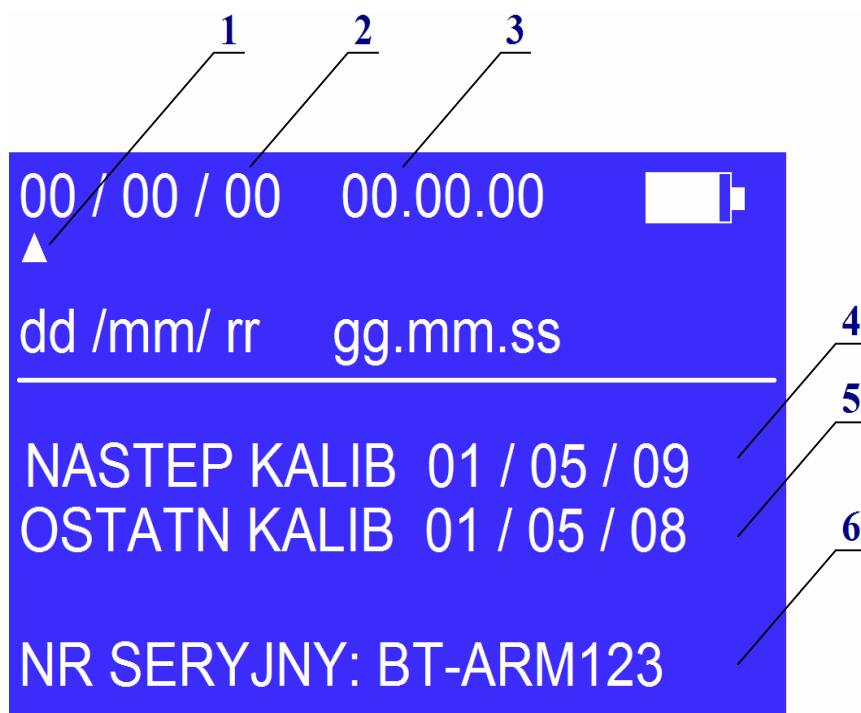 1 2 3
00 / 00 / 00 00.00.00
▲
dd /mm/ rr gg.mm.ss
4
5
NASTEP KALIB 01 / 05 / 09
OSTATN KALIB 01 / 05 / 08
6
NR SERYJNY: BT-ARM123